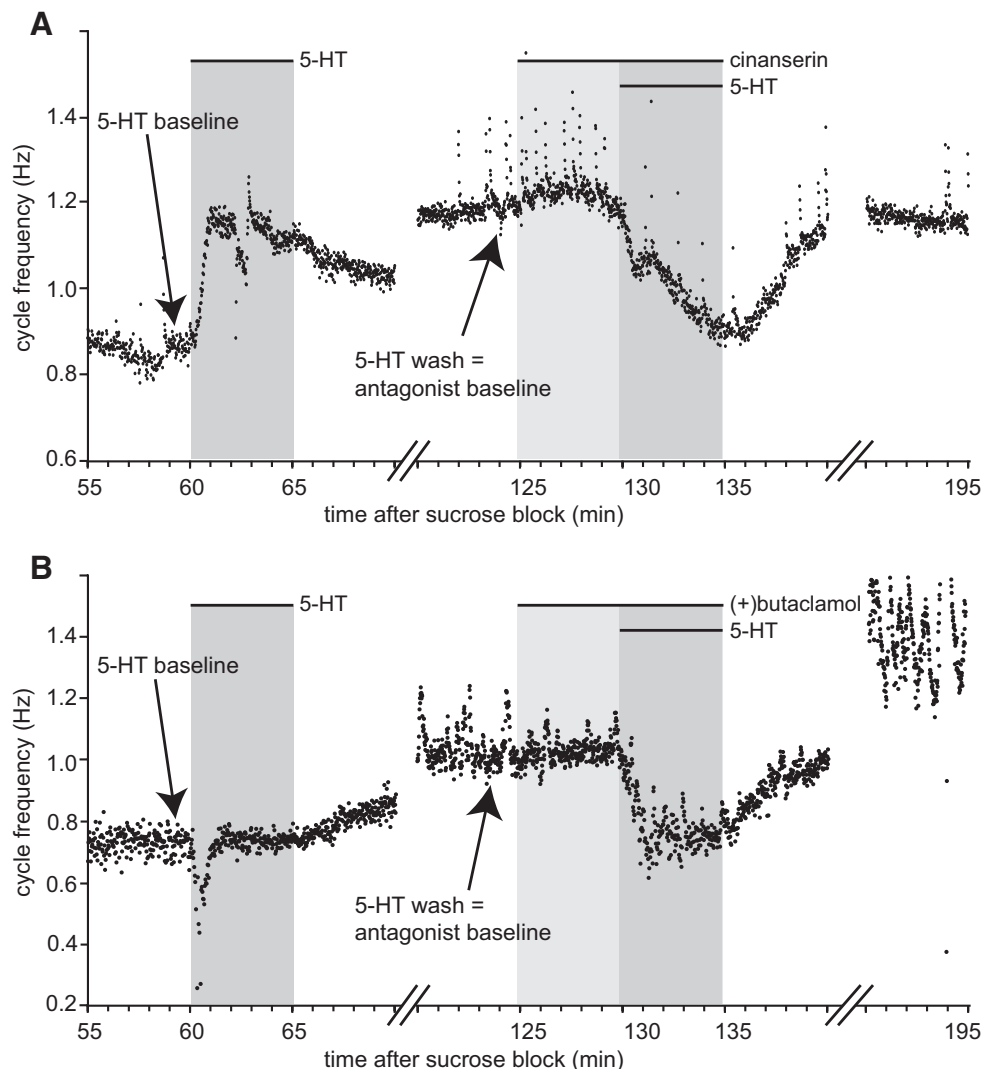 A
5-HT
cinanserin
5-HT
5-HT baseline
1.4
1.2
1.0
0.8
0.6
cycle frequency (Hz)
5-HT wash =
antagonist baseline
55 60 65 125 130 135 195
time after sucrose block (min)
B
5-HT
(+)butaclamol
5-HT
5-HT baseline
1.4
1.2
1.0
0.8
0.6
0.4
0.2
cycle frequency (Hz)
5-HT wash =
antagonist baseline
55 60 65 125 130 135 195
time after sucrose block (min)